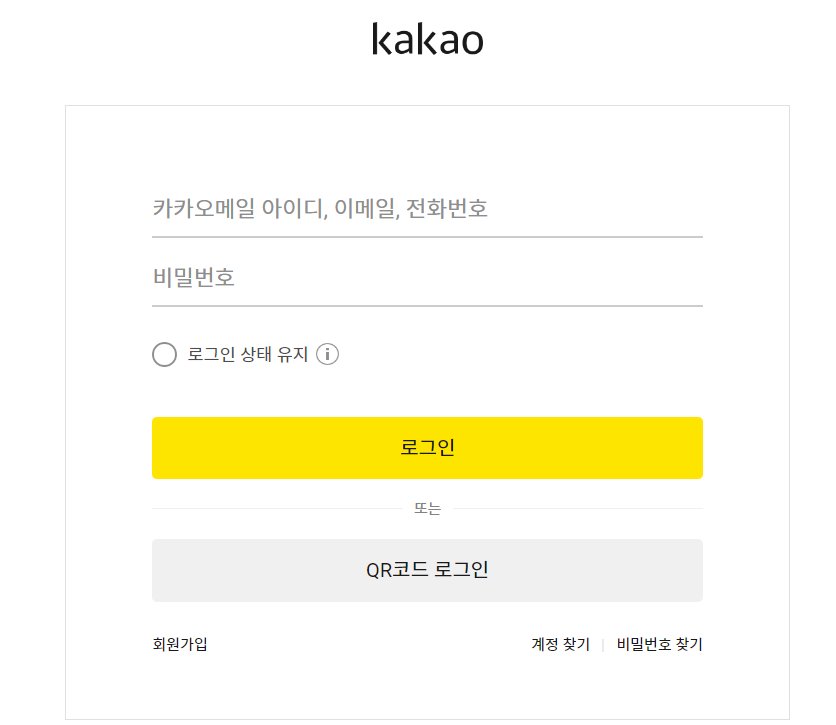 kakao
카카오메일 아이디, 이메일, 전화번호
비밀번호
로그인 상태 유지 i
로그인
또는
QR코드 로그인
회원가입 계정 찾기 | 비밀번호 찾기